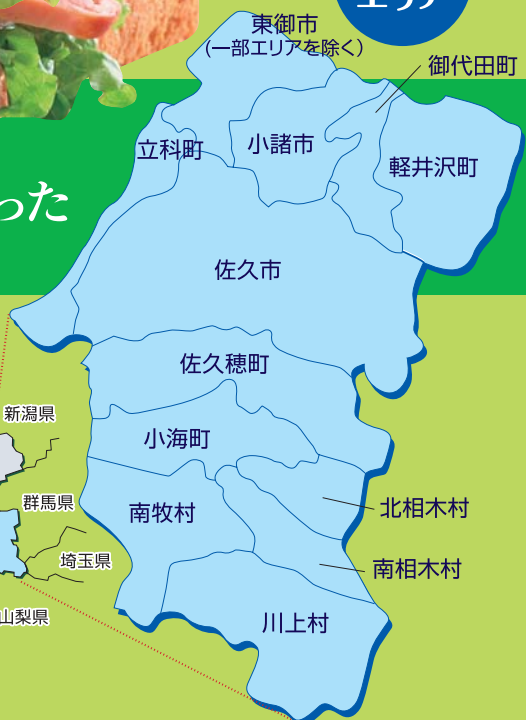 エリア
東御市
（一部エリアを除く）
御代田町
立科町
小諸市
軽井沢町
った
佐久市
佐久穂町
新潟県
小海町
群馬県
南牧村
北相木村
埼玉県
南相木村
山梨県
川上村